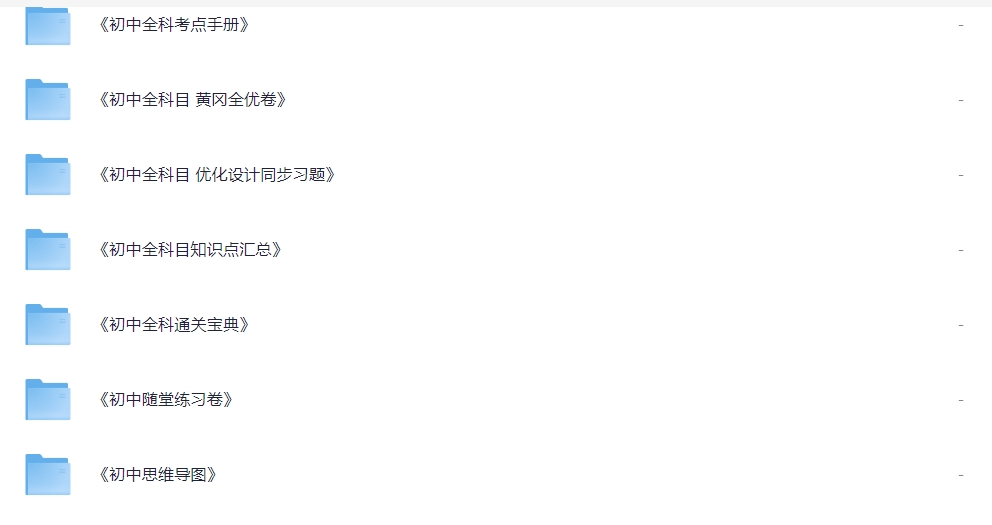 《初中全科考点手册》 -
《初中全科目 黄冈全优卷》 -
《初中全科目 优化设计同步习题》 -
《初中全科目知识点汇总》 -
《初中全科通关宝典》 -
《初中随堂练习卷》 -
《初中思维导图》 -